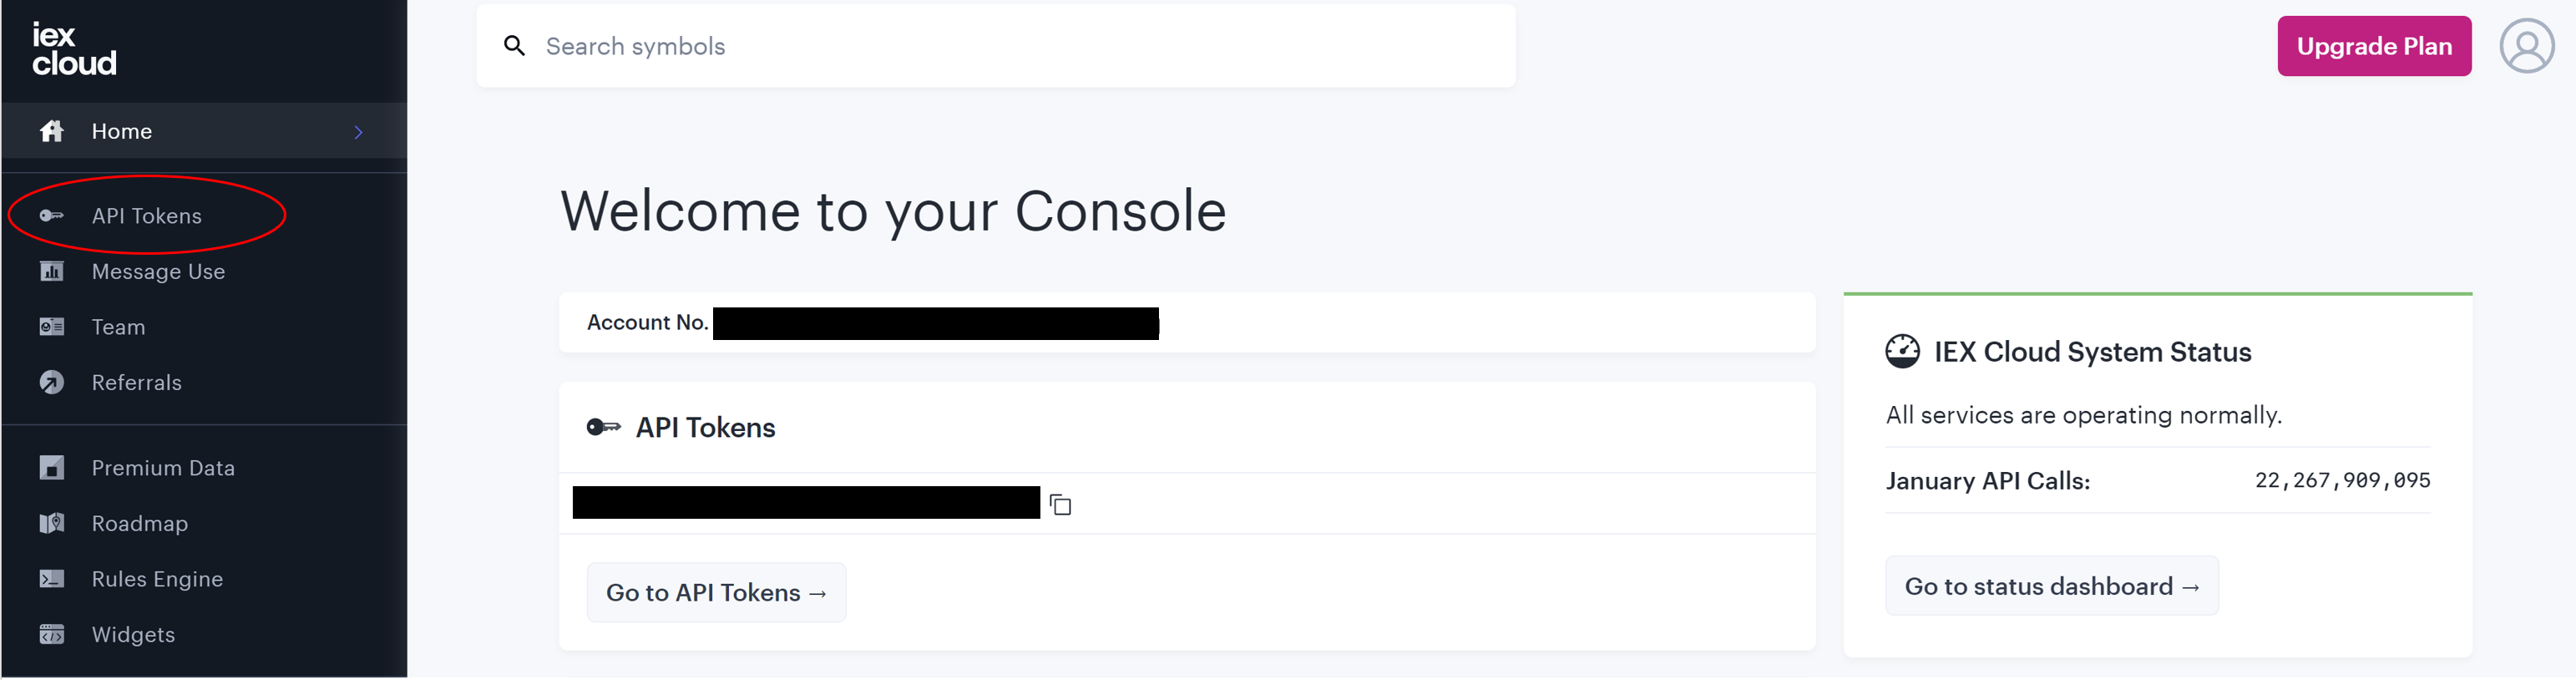 iex
cloud
Home
API Tokens
Message Use
Team
Referrals
Premium Data
Roadmap
Rules Engine
Widgets
Search symbols
Upgrade Plan
Welcome to your Console
Account No.
API Tokens
Go to API Tokens →
IEX Cloud System Status
All services are operating normally.
January API Calls: 22,267,909,095
Go to status dashboard →